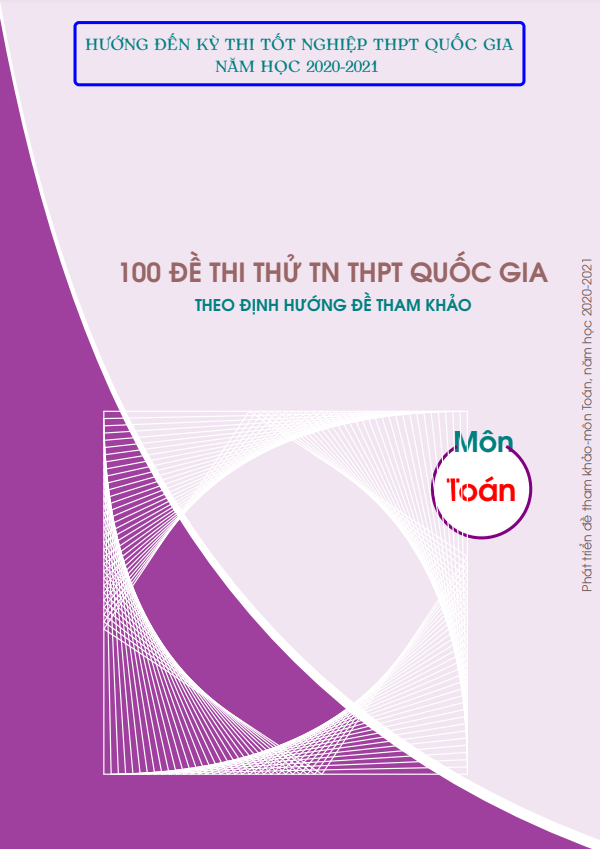 HƯỚNG ĐẾN KỲ THI TỐT NGHIỆP THPT QUỐC GIA
NĂM HỌC 2020-2021
100 ĐỀ THI THỬ TN THPT QUỐC GIA
THEO ĐỊNH HƯỚNG ĐỀ THAM KHẢO
Môn
Toán
Phát triển đề tham khảo-môn Toán, năm học 2020-2021